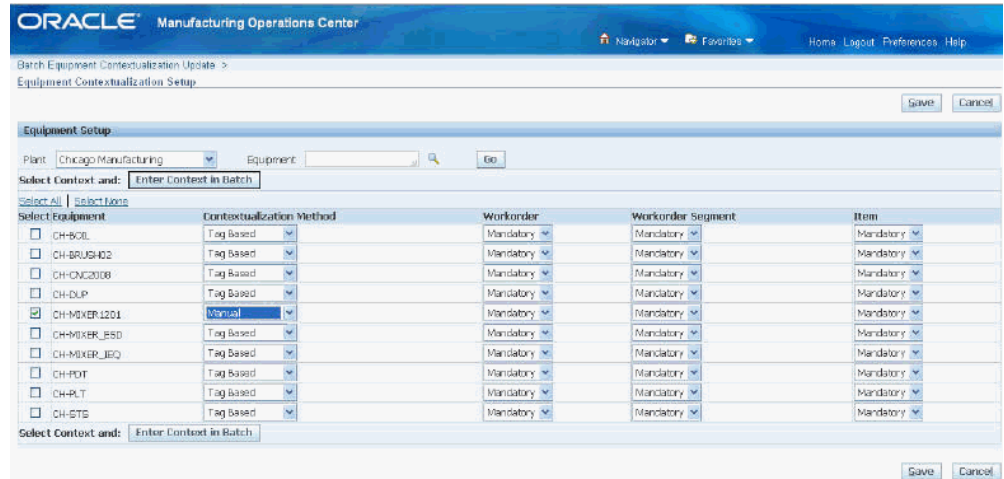 ORACLE Manufacturing Operations Center
Navigator Favorites Home Logout Preferences Help
Batch Equipment Contextualization Update >
Equipment Contextualization Setup
Save Cancel
Equipment Setup
Plant Chicago Manufacturing Equipment Go
Select Context and: Enter Context in Batch
Select All | Select None
Select Equipment Contextualization Method Workorder Workorder Segment Item
CH-BOIL Tag Based Mandatory Mandatory Mandatory
CH-BRUSH02 Tag Based Mandatory Mandatory Mandatory
CH-CNC2008 Tag Based Mandatory Mandatory Mandatory
CH-DUP Tag Based Mandatory Mandatory Mandatory
CH-MIXER1201 Manual Mandatory Mandatory Mandatory
CH-MIXER_ESD Tag Based Mandatory Mandatory Mandatory
CH-MIXER_IEQ Tag Based Mandatory Mandatory Mandatory
CH-PDT Tag Based Mandatory Mandatory Mandatory
CH-PLT Tag Based Mandatory Mandatory Mandatory
CH-STS Tag Based Mandatory Mandatory Mandatory
Select Context and: Enter Context in Batch
Save Cancel